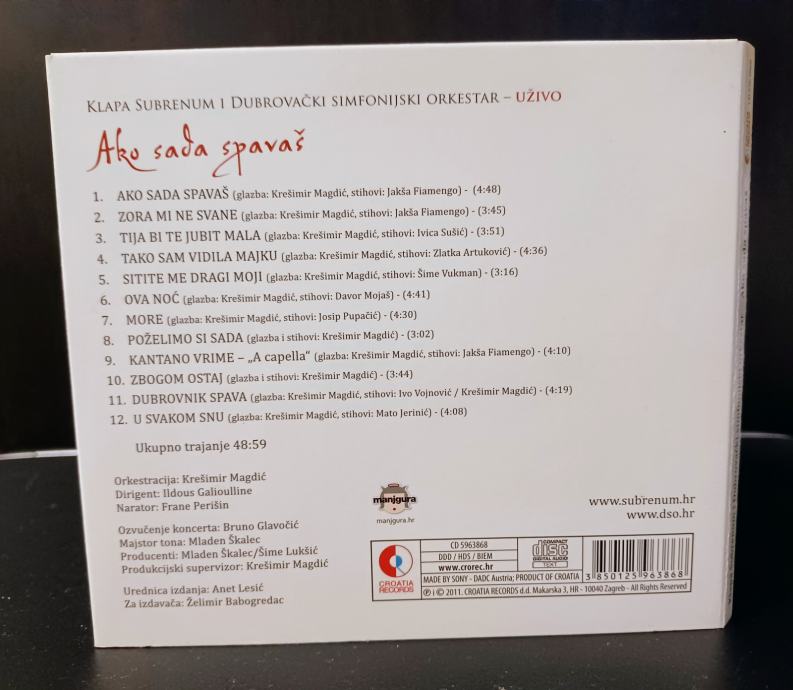 KLAPA SUBRENUM I DUBROVAČKI SIMFONIJSKI ORKESTAR – UŽIVO
Ako sada spavaš
1. AKO SADA SPAVAŠ (glazba: Krešimir Magdić, stihovi: Jakša Fiamengo) - (4:48)
2. ZORA MI NE SVANE (glazba: Krešimir Magdić, stihovi: Jakša Fiamengo) - (3:45)
3. TIJA BI TE JUBIT MALA (glazba: Krešimir Magdić, stihovi: Ivica Sušić) - (3:51)
4. TAKO SAM VIDILA MAJKU (glazba: Krešimir Magdić, stihovi: Zlatka Artuković) - (4:36)
5. SITITE ME DRAGI MOJI (glazba: Krešimir Magdić, stihovi: Šime Vukman) - (3:16)
6. OVA NOĆ (glazba: Krešimir Magdić, stihovi: Davor Mojaš) - (4:41)
7. MORE (glazba: Krešimir Magdić, stihovi: Josip Pupačić) - (4:30)
8. POŽELIMO SI SADA (glazba i stihovi: Krešimir Magdić) - (3:02)
9. KANTANO VRIME – „A capella“ (glazba: Krešimir Magdić, stihovi: Jakša Fiamengo) - (4:10)
10. ZBOGOM OSTAJ (glazba i stihovi: Krešimir Magdić) - (3:44)
11. DUBROVNIK SPAVA (glazba: Krešimir Magdić, stihovi: Ivo Vojnović / Krešimir Magdić) - (4:19)
12. U SVAKOM SNU (glazba: Krešimir Magdić, stihovi: Mato Jerinić) - (4:08)
Ukupno trajanje 48:59
Orkestracija: Krešimir Magdić
Dirigent: Ildous Galioulline
Narator: Frane Perišin
Ozvučenje koncerta: Bruno Glavočić
Majstor tona: Mladen Škalec
Producenti: Mladen Škalec/Šime Lukšić
Produkcijski supervizor: Krešimir Magdić
Urednica izdanja: Anet Lesić
Za izdavača: Želimir Babogredac
manjgura
manjgura.hr
www.subrenum.hr
www.dso.hr
CROATIA
RECORDS
CD 5963868
DDD / HDS / BIEM
www.crorec.hr
COMPACT
disc
DIGITAL AUDIO
TEXT
3 850125 963868
MADE BY SONY - DADC Austria; PRODUCT OF CROATIA
℗ i © 2011. CROATIA RECORDS d.d. Makarska 3, HR - 10040 Zagreb - All Rights Reserved